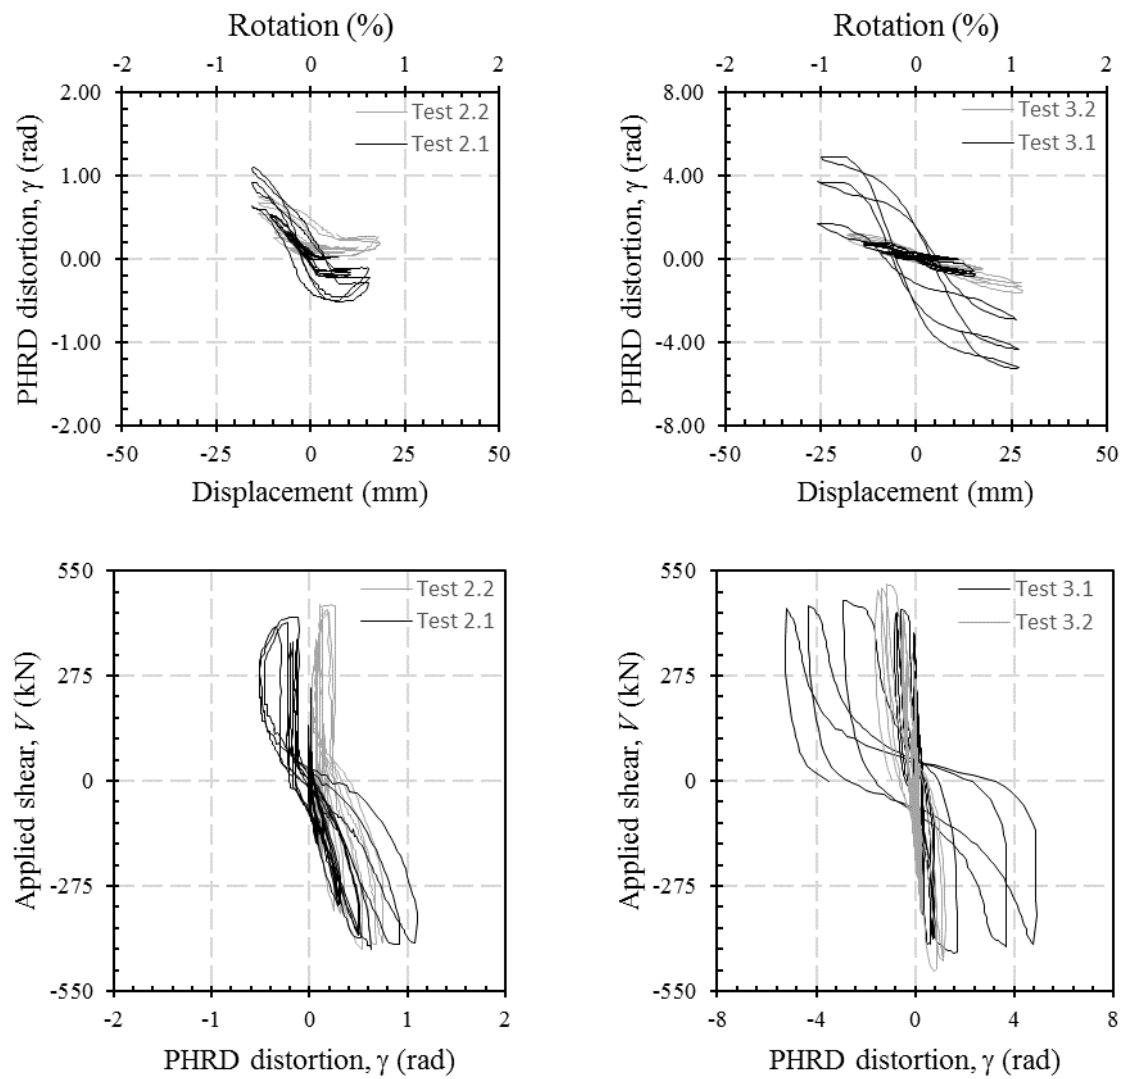 Rotation (%)
-2 -1 0 1 2
2.00
1.00
0.00
-1.00
-2.00
PHRD distortion, γ (rad)
Test 2.2
Test 2.1
-50 -25 0 25 50
Displacement (mm)
Rotation (%)
-2 -1 0 1 2
8.00
4.00
0.00
-4.00
-8.00
PHRD distortion, γ (rad)
Test 3.2
Test 3.1
-50 -25 0 25 50
Displacement (mm)
550
275
0
-275
-550
Applied shear, V (kN)
Test 2.2
Test 2.1
-2 -1 0 1 2
PHRD distortion, γ (rad)
550
275
0
-275
-550
Applied shear, V (kN)
Test 3.1
Test 3.2
-8 -4 0 4 8
PHRD distortion, γ (rad)